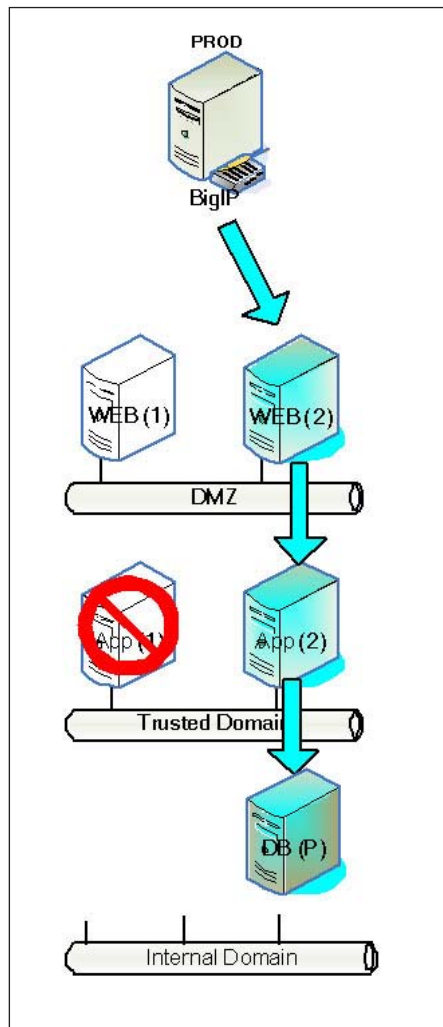 PROD
BigIP
WEB (1)
WEB (2)
DMZ
App (1)
App (2)
Trusted Domain
DB (P)
Internal Domain